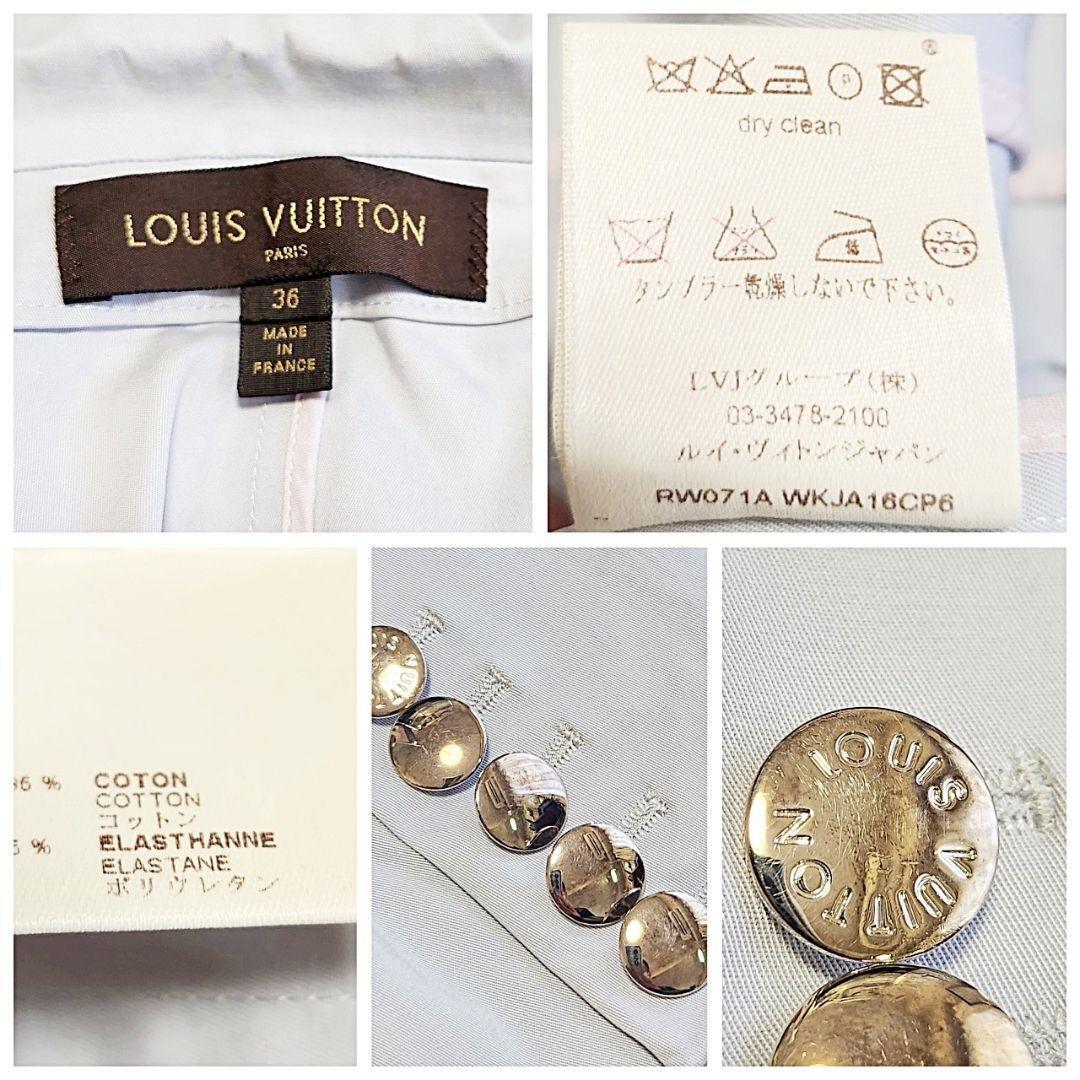 LOUIS VUITTON
PARIS
36
MADE
IN
FRANCE
P
dry clean
低
タンブラー乾燥しないで下さい。
LVJグループ(株)
03-3478-2100
ルイ・ヴィトンジャパン
RW071A WKJA16CP6
% COTON
COTTON
コットン
% ELASTHANNE
ELASTANE
ポリウレタン
LOUIS VUITTON